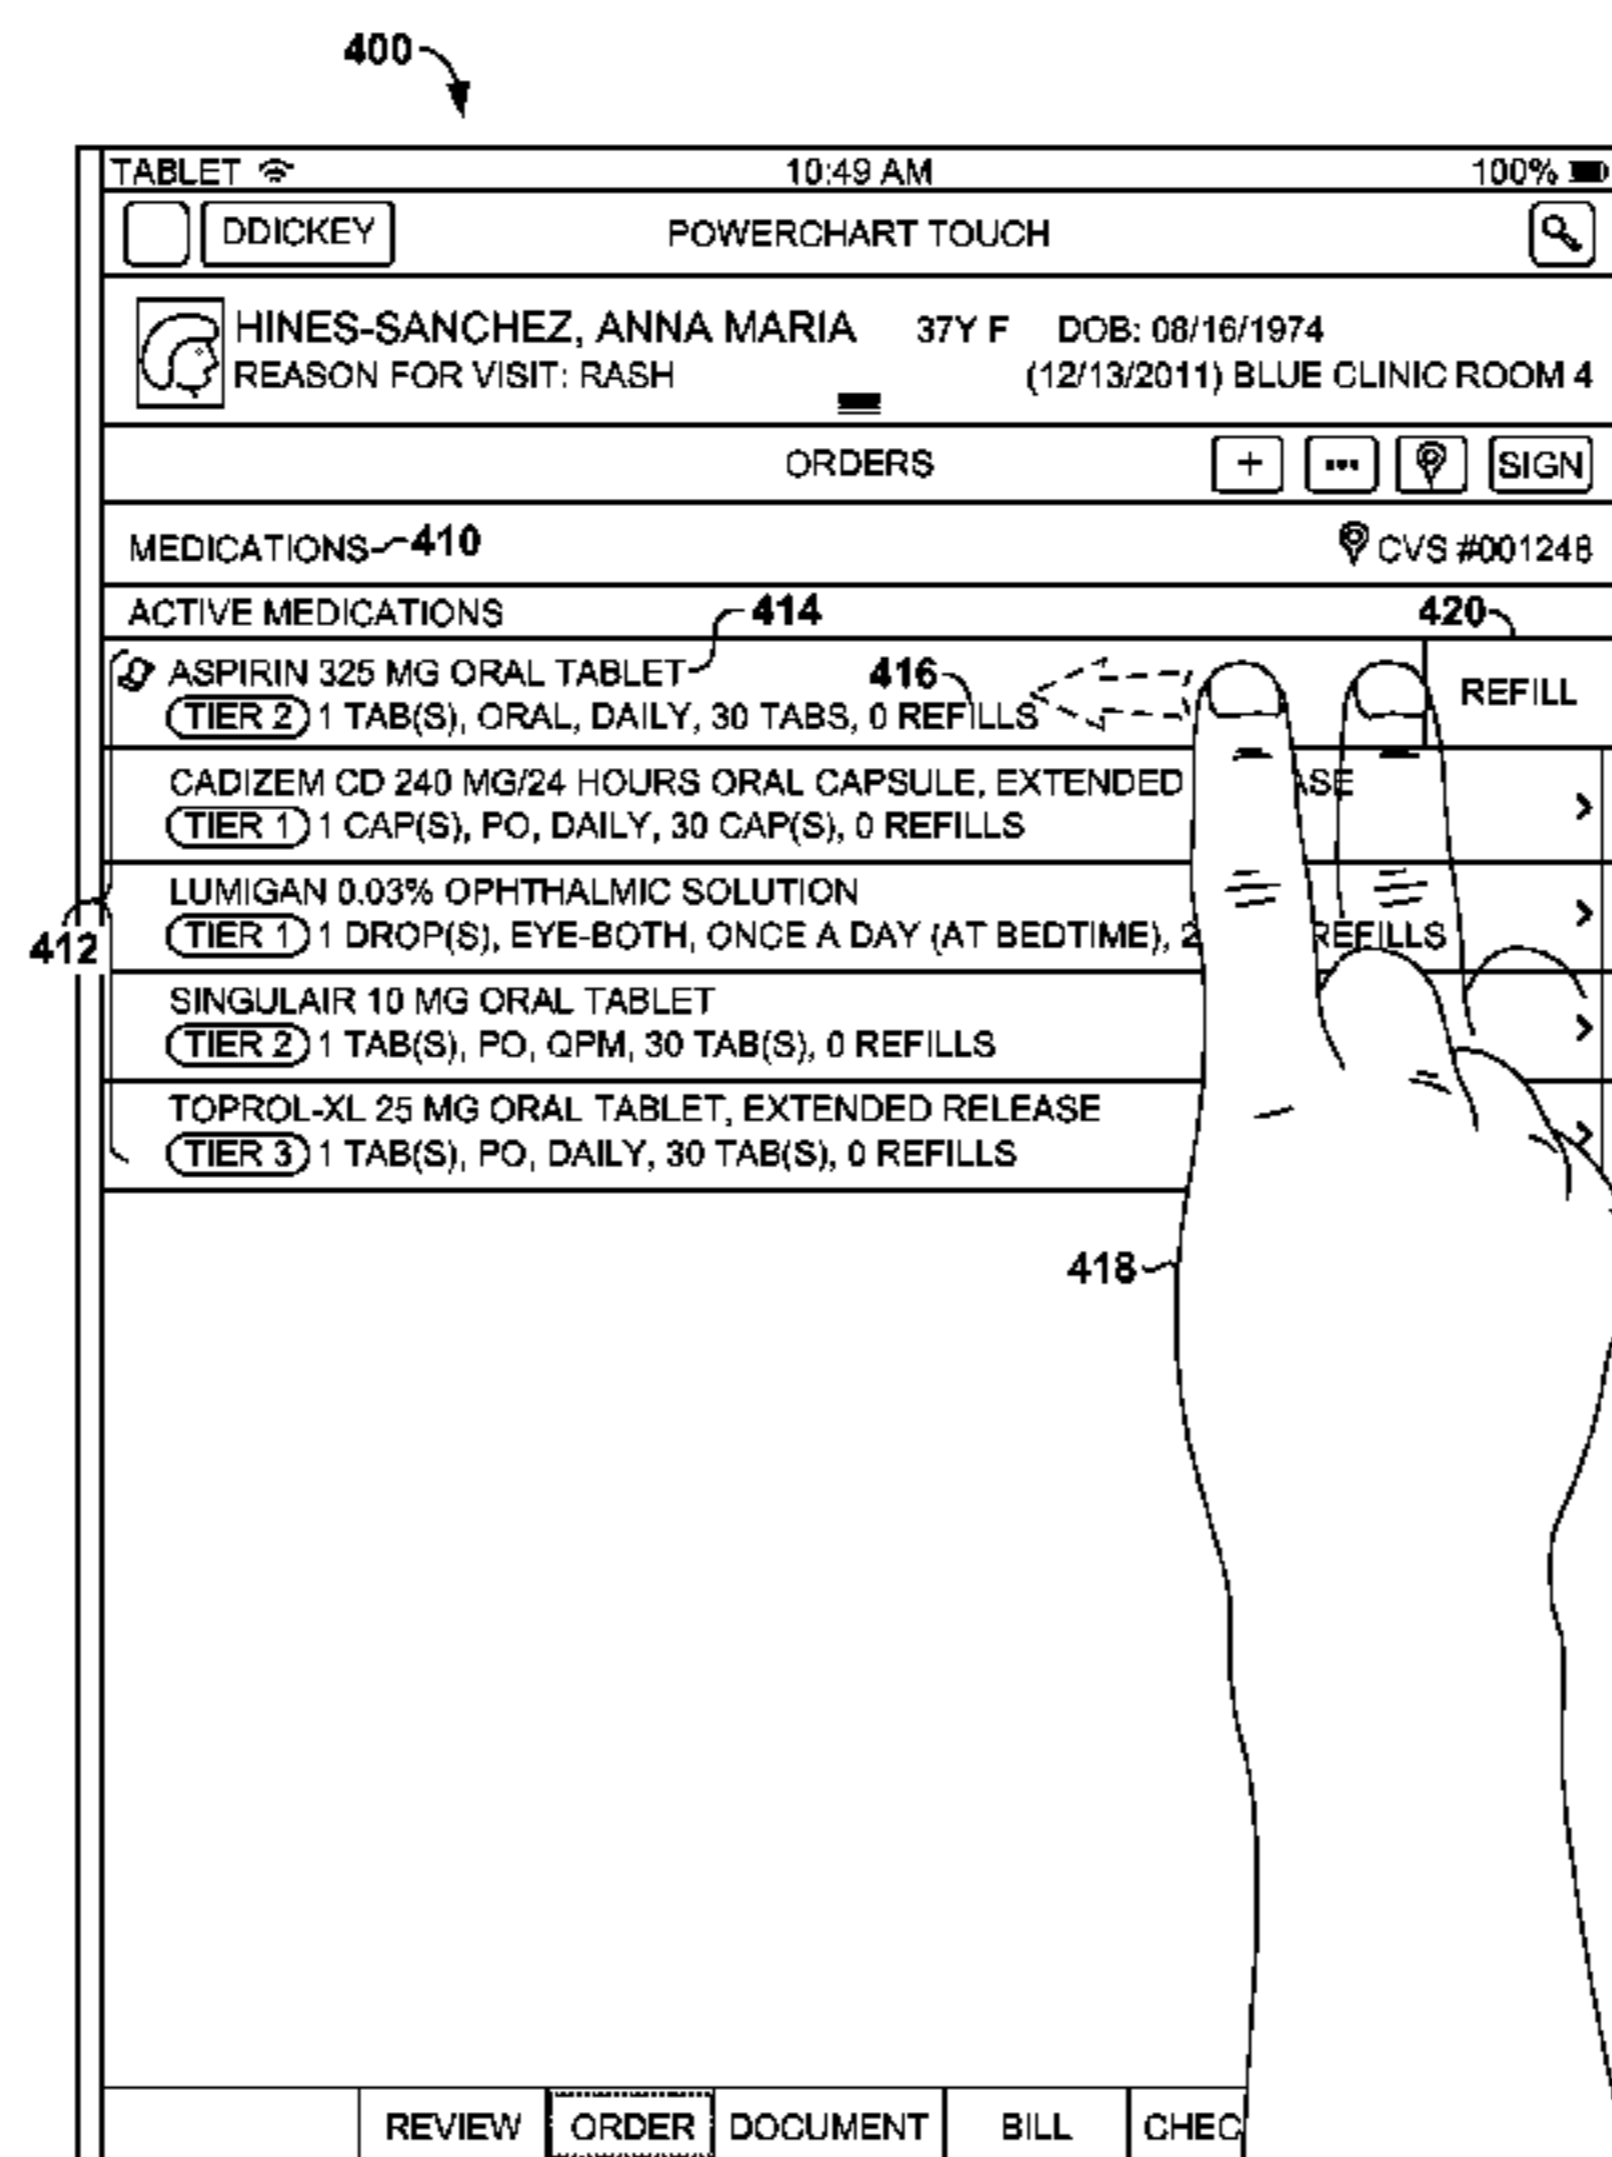 400
TABLET 10:49 AM 100%
DDICKEY POWERCHART TOUCH
HINES-SANCHEZ, ANNA MARIA 37Y F DOB: 08/16/1974
REASON FOR VISIT: RASH (12/13/2011) BLUE CLINIC ROOM 4
ORDERS + ••• SIGN
MEDICATIONS 410 CVS #001248
ACTIVE MEDICATIONS 414 420
ASPIRIN 325 MG ORAL TABLET 416 REFILL
TIER 2 1 TAB(S), ORAL, DAILY, 30 TABS, 0 REFILLS
CADIZEM CD 240 MG/24 HOURS ORAL CAPSULE, EXTENDED ASE
TIER 1 1 CAP(S), PO, DAILY, 30 CAP(S), 0 REFILLS
LUMIGAN 0.03% OPHTHALMIC SOLUTION
TIER 1 1 DROP(S), EYE-BOTH, ONCE A DAY (AT BEDTIME), 2 REFILLS
412
SINGULAIR 10 MG ORAL TABLET
TIER 2 1 TAB(S), PO, QPM, 30 TAB(S), 0 REFILLS
TOPROL-XL 25 MG ORAL TABLET, EXTENDED RELEASE
TIER 3 1 TAB(S), PO, DAILY, 30 TAB(S), 0 REFILLS
418
REVIEW ORDER DOCUMENT BILL CHEC